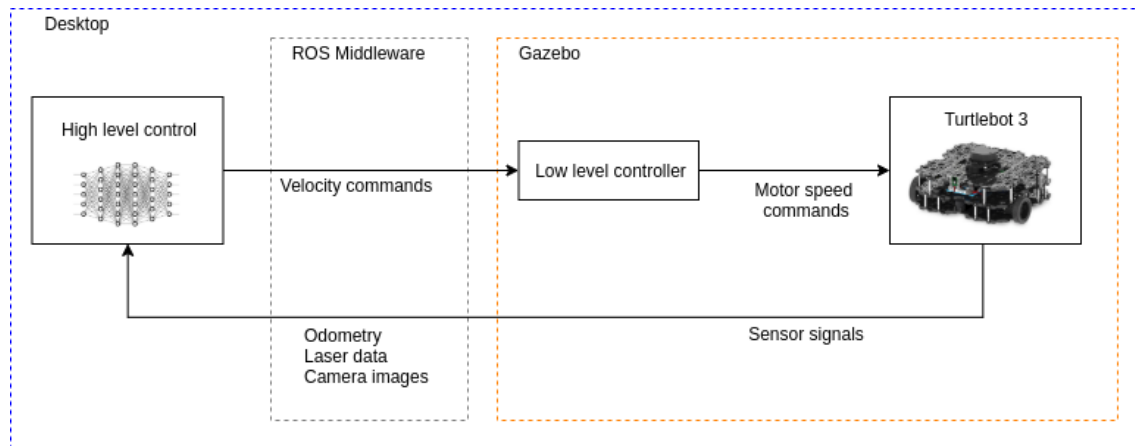 Desktop
ROS Middleware
Gazebo
High level control
Turtlebot 3
Low level controller
Velocity commands
Motor speed
commands
Odometry
Laser data
Camera images
Sensor signals